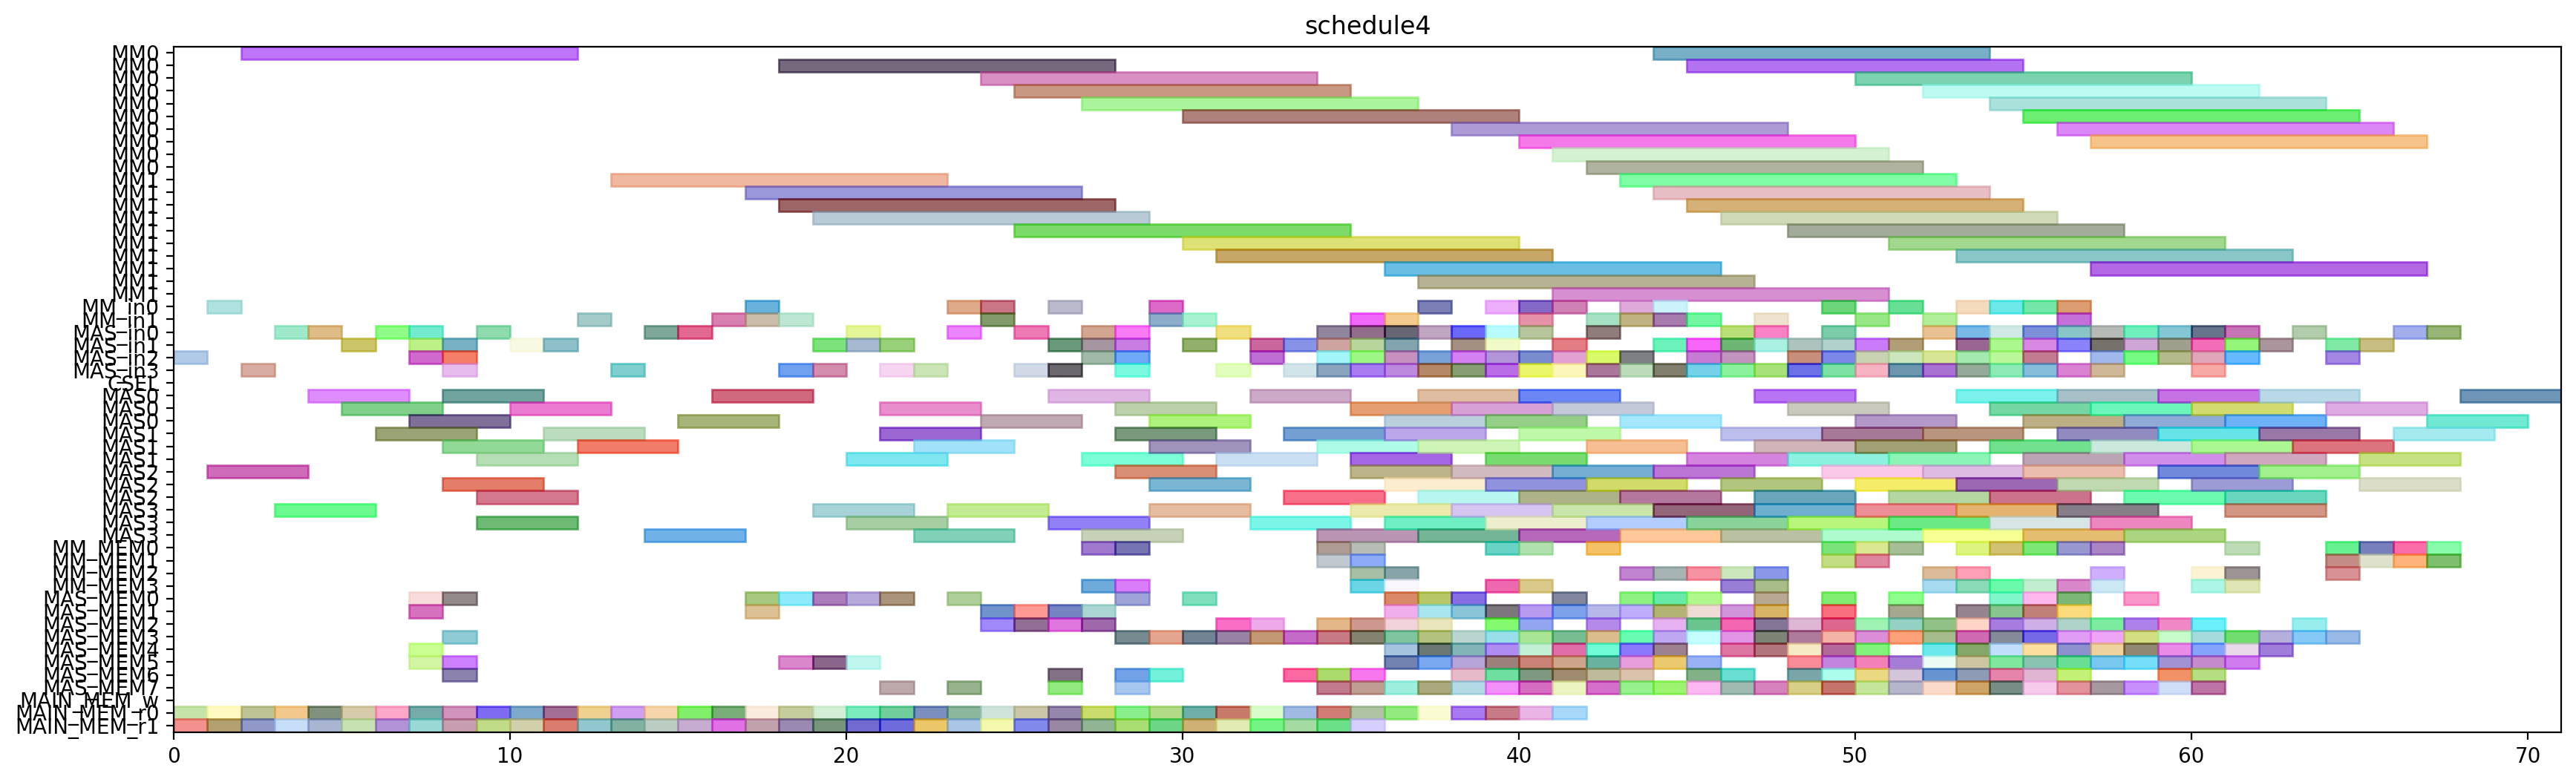 schedule4
MM0
MM0
MM0
MM0
MM0
MM0
MM0
MM0
MM0
MM0
MM1
MM1
MM1
MM1
MM1
MM1
MM1
MM1
MM1
MM1
MM_in0
MM_in1
MAS_in0
MAS_in1
MAS_in2
MAS_in3
CSEL
MAS0
MAS0
MAS0
MAS1
MAS1
MAS1
MAS2
MAS2
MAS2
MAS3
MAS3
MAS3
MM_MEM0
MM_MEM1
MM_MEM2
MM_MEM3
MAS_MEM0
MAS_MEM1
MAS_MEM2
MAS_MEM3
MAS_MEM4
MAS_MEM5
MAS_MEM6
MAS_MEM7
MAIN_MEM_w
MAIN_MEM_r0
MAIN_MEM_r1
0 10 20 30 40 50 60 70